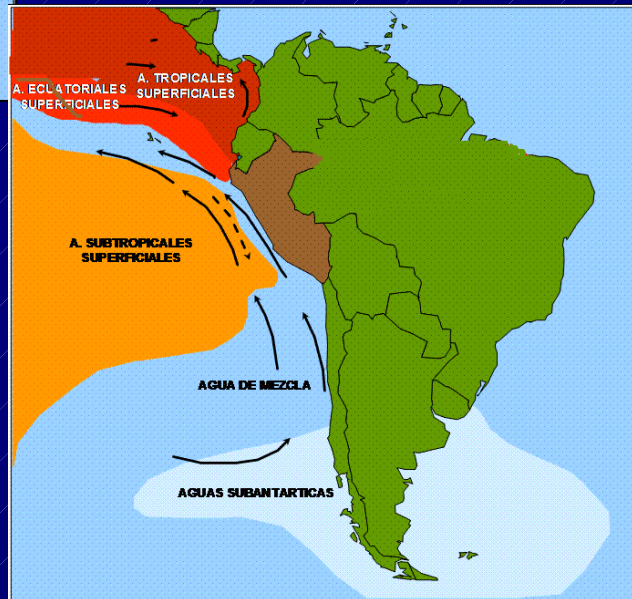 A. ECUATORIALES
SUPERFICIALES
A. TROPICALES
SUPERFICIALES
A. SUBTROPICALES
SUPERFICIALES
AGUA DE MEZCLA
AGUAS SUBANTARTICAS